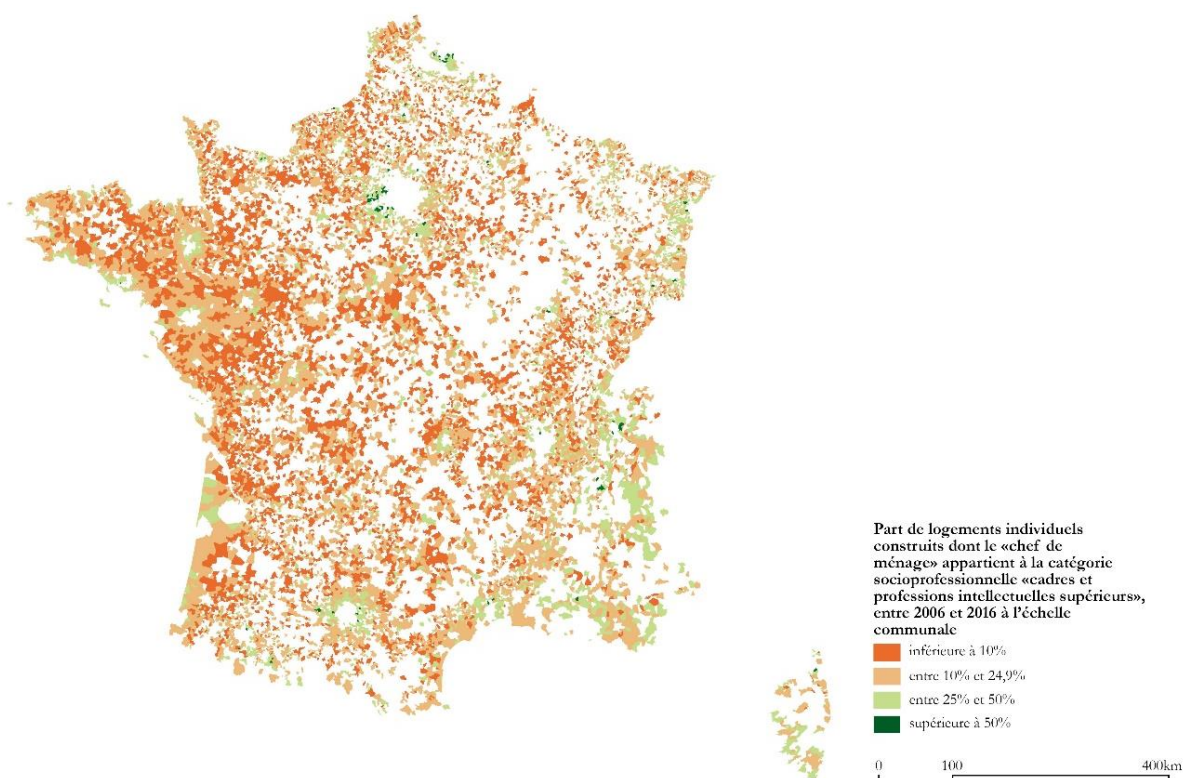 Part de logements individuels
construits dont le «chef de
ménage» appartient à la catégorie
socioprofessionnelle «cadres et
professions intellectuelles supérieurs»,
entre 2006 et 2016 à l'échelle
communale
inférieure à 10%
entre 10% et 24,9%
entre 25% et 50%
supérieure à 50%
0 100 400km